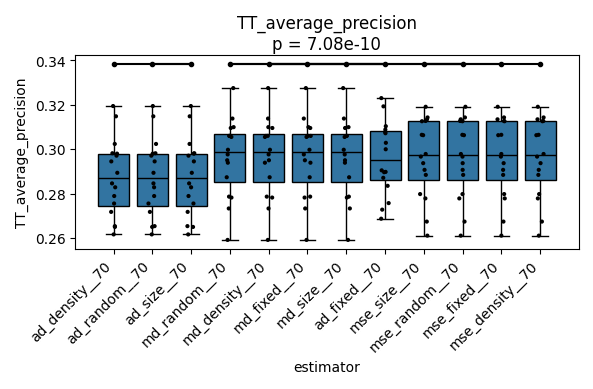 TT_average_precision
p = 7.08e-10
TT_average_precision
0.34
0.32
0.30
0.28
0.26
ad_density__70
ad_random__70
ad_size__70
md_random__70
md_density__70
md_fixed__70
md_size__70
ad_fixed__70
mse_size__70
mse_random__70
mse_fixed__70
mse_density__70
estimator